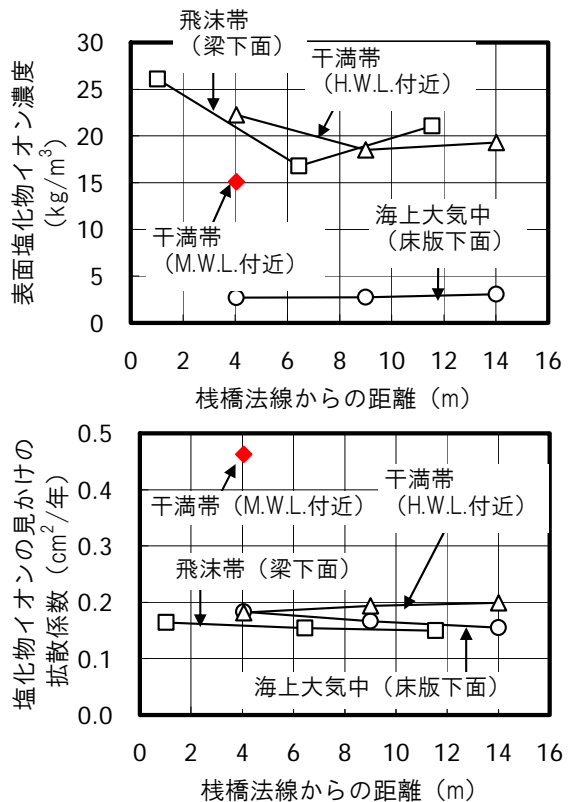 飛沫帯
（梁下面）
干満帯
（H.W.L.付近）
表面塩化物イオン濃度
（kg/m³）
30
25
20
15
10
5
0
干満帯
（M.W.L.付近）
海上大気中
（床版下面）
0 2 4 6 8 10 12 14 16
桟橋法線からの距離（m）
塩化物イオンの見かけの
拡散係数（cm²/年）
0.5
0.4
0.3
0.2
0.1
0.0
干満帯
干満帯（M.W.L.付近）
（H.W.L.付近）
飛沫帯（梁下面）
海上大気中（床版下面）
0 2 4 6 8 10 12 14 16
桟橋法線からの距離（m）